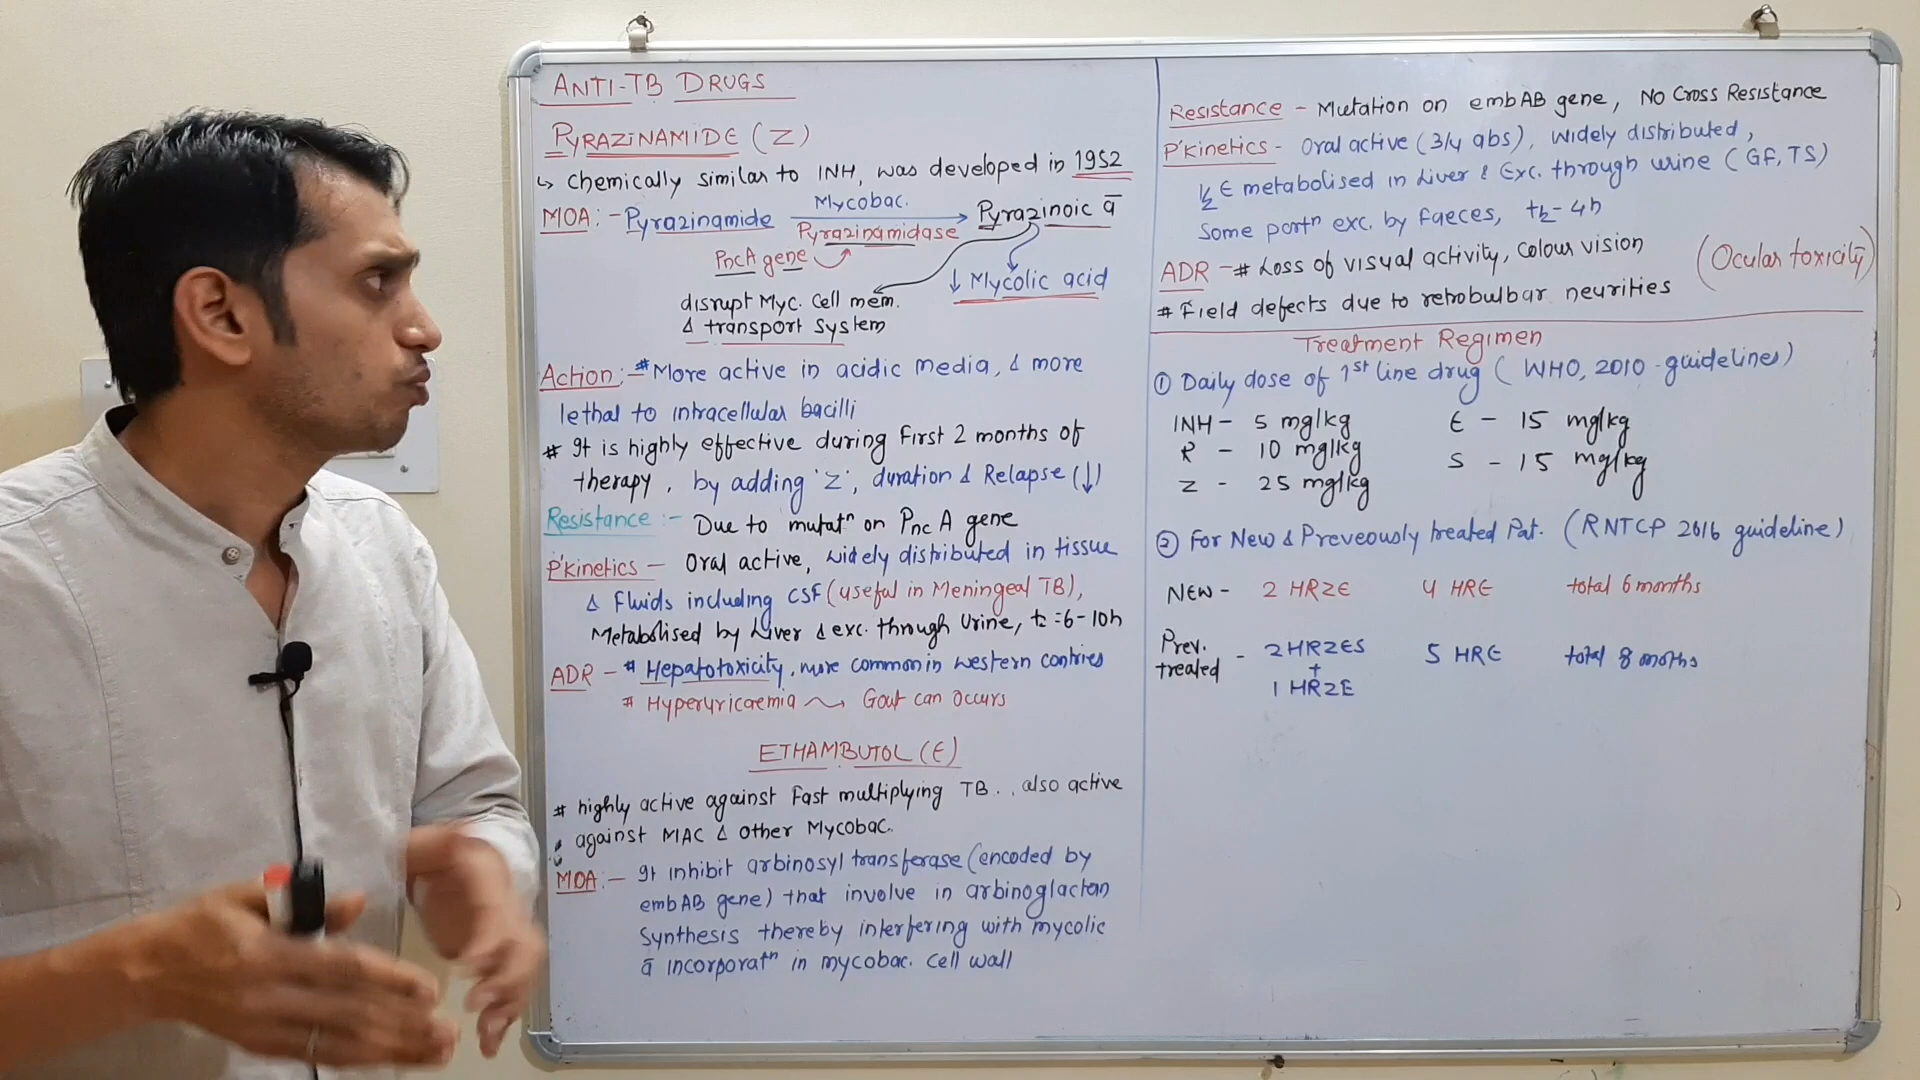 ANTI-TB DRUGS
PYRAZINAMIDE (Z)
↳ Chemically similar to INH, was developed in 1952
MOA:- Pyrazinamide
Mycobac.
Pyrazinamidase
Pyrazinoic ā
PncA gene
↓ Mycolic acid
disrupt Myc. Cell mem.
& transport system
Action:- # More active in acidic media, & more
lethal to intracellular bacilli
# It is highly effective during First 2 months of
therapy, by adding 'Z', duration & Relapse (↓)
Resistance:- Due to mutatn on PncA gene
P'kinetics - Oral active, widely distributed in tissue
& Fluids including CSF (useful in Meningeal TB),
Metabolised by Liver & exc. through Urine, t½ = 6-10h
ADR - # Hepatotoxicity, more common in western contries
# Hyperuricaemia → Gout can occurs
ETHAMBUTOL (E)
# highly active against Fast multiplying TB.. also active
against MAC & other Mycobac.
MOA:- It inhibit arbinosyl transferase (encoded by
embAB gene) that involve in arbinoglactan
synthesis thereby interfering with mycolic
ā incorporatn in mycobac. cell wall
Resistance - Mutation on embAB gene, No Cross Resistance
P'kinetics - Oral active (3/4 abs), widely distributed,
½ E metabolised in Liver & Exc. through urine (GF, TS)
Some portn exc. by faeces, t½ - 4h
ADR - # Loss of visual activity, Colour vision
(Ocular toxicity)
# Field defects due to retrobulbar neurities
Treatment Regimen
① Daily dose of 1st line drug (WHO, 2010 - guidelines)
INH - 5 mg/kg E - 15 mg/kg
R - 10 mg/kg S - 15 mg/kg
Z - 25 mg/kg
② For New & Preveously treated Pat. (RNTCP 2016 guideline)
NEW - 2 HRZE 4 HRE total 6 months
Prev. treated - 2 HRZES + 1 HRZE 5 HRE total 8 moths